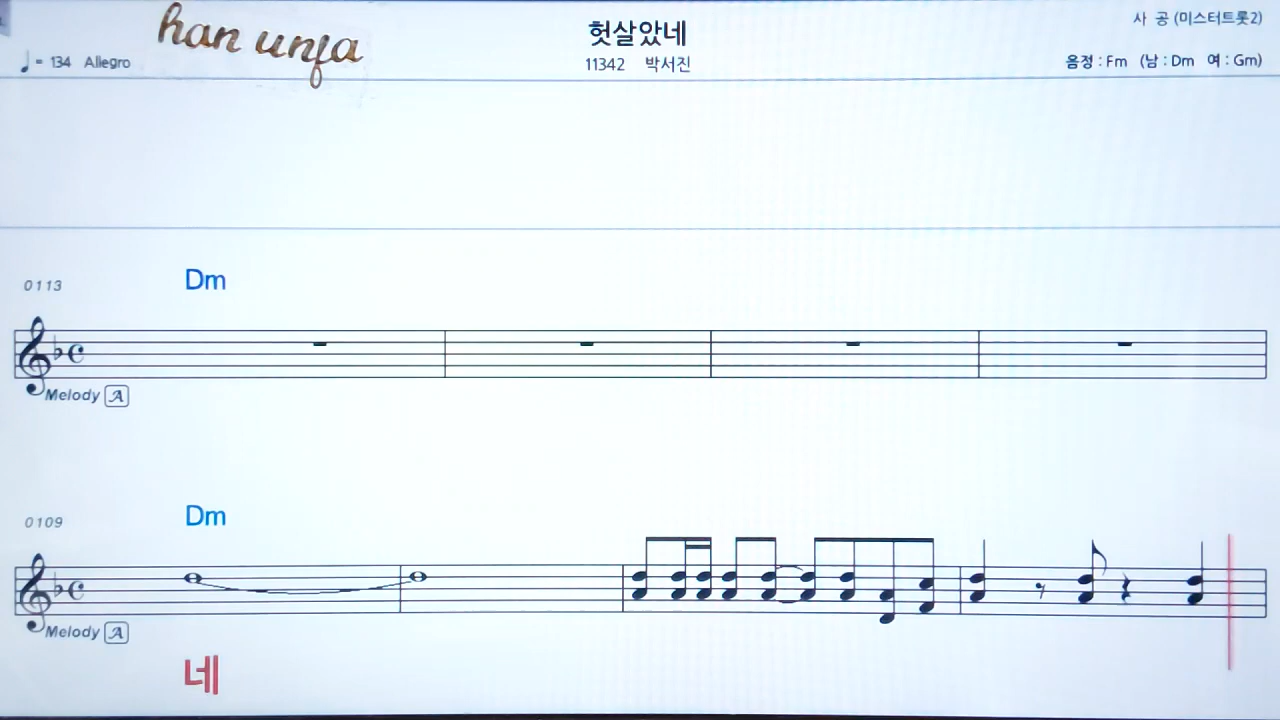 han unfa
헛살았네
사 공 (미스터트롯2)
♩ = 134 Allegro
11342 박서진
음정 : Fm (남 : Dm 여 : Gm)
0113
Dm
Melody A
0109
Dm
Melody A
네